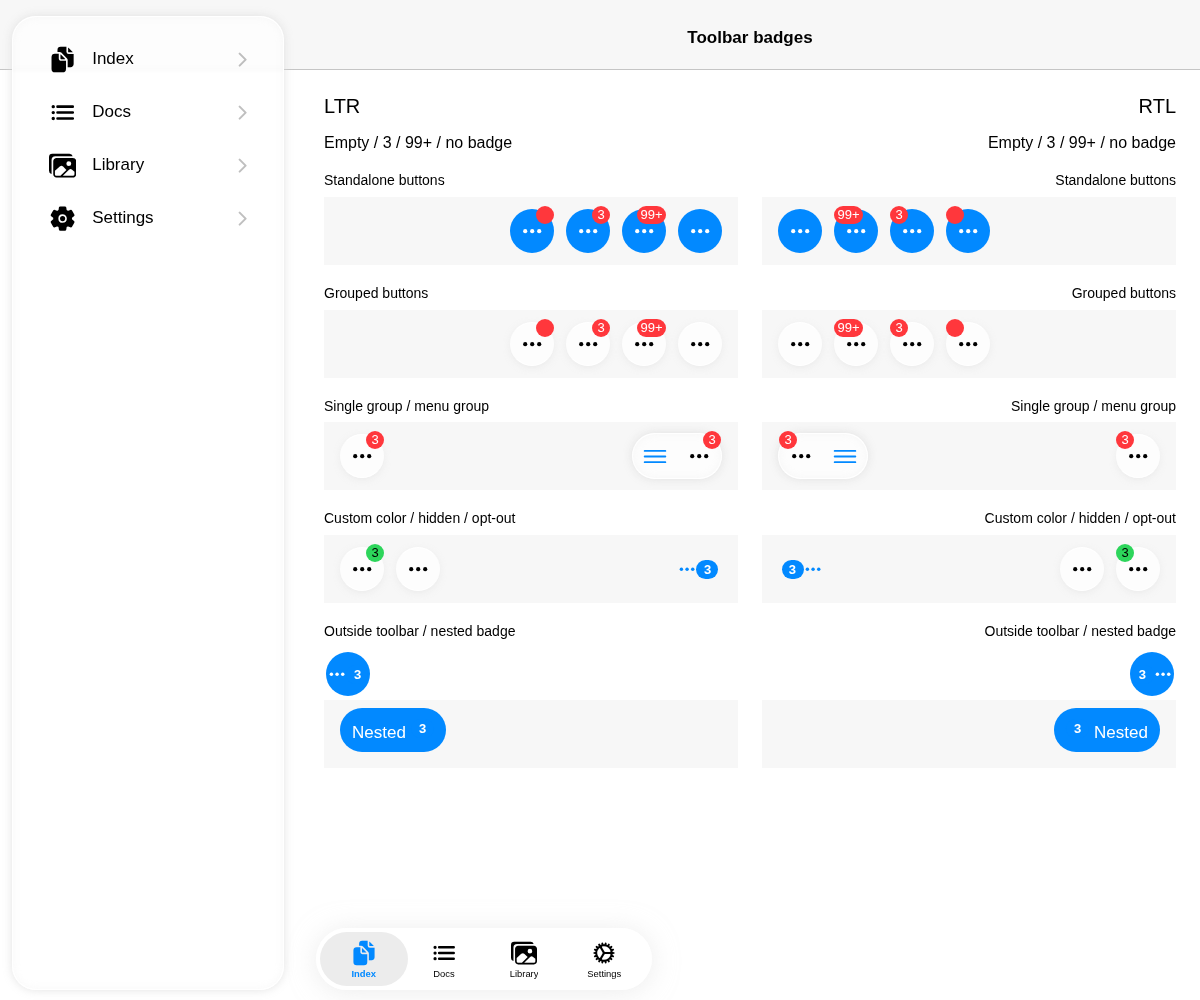 Toolbar badges
Index
Docs
Library
Settings
LTR
Empty / 3 / 99+ / no badge
Standalone buttons
3 99+
Grouped buttons
3 99+
Single group / menu group
3 3
Custom color / hidden / opt-out
3 3
Outside toolbar / nested badge
3
Nested 3
RTL
Empty / 3 / 99+ / no badge
Standalone buttons
99+ 3
Grouped buttons
99+ 3
Single group / menu group
3 3
Custom color / hidden / opt-out
3 3
Outside toolbar / nested badge
3
3 Nested
Index Docs Library Settings